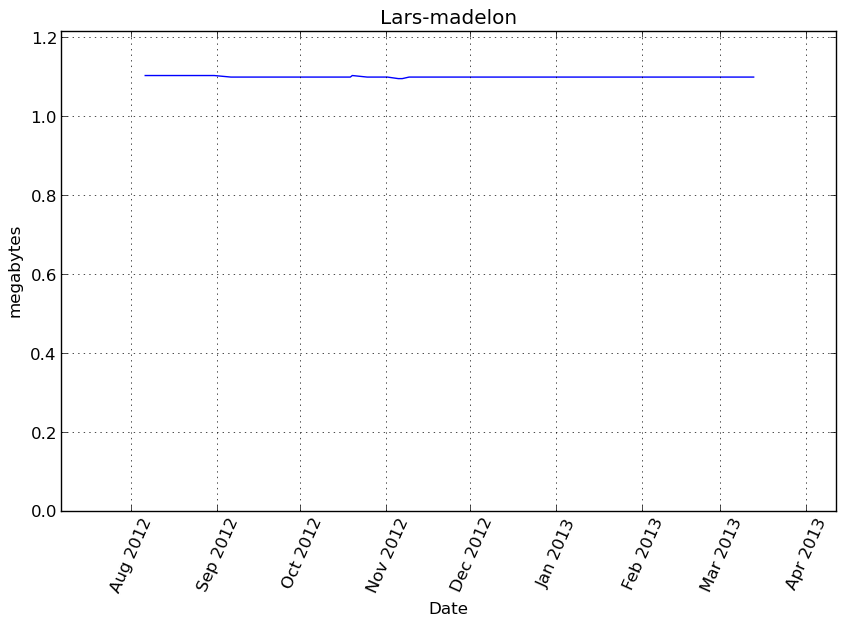 Lars-madelon
1.2
1.0
0.8
0.6
0.4
0.2
0.0
megabytes
Aug 2012
Sep 2012
Oct 2012
Nov 2012
Dec 2012
Jan 2013
Feb 2013
Mar 2013
Apr 2013
Date